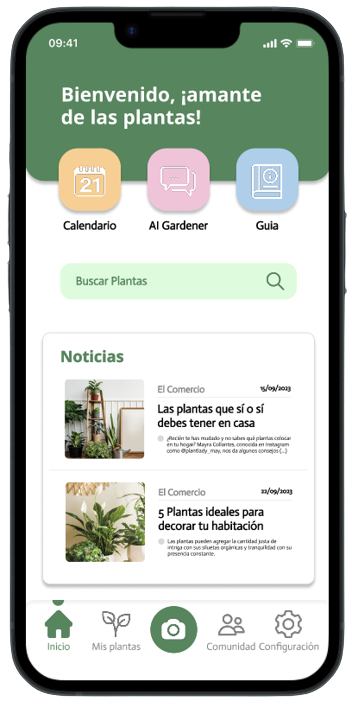 09:41
Bienvenido, ¡amante
de las plantas!
21
Calendario
AI Gardener
Guia
Buscar Plantas
Noticias
El Comercio
15/09/2023
Las plantas que sí o sí
debes tener en casa
¿Recién te has mudado y no sabes qué plantas colocar
en tu hogar? Mayra Collantes, conocida en Instagram
como @plantlady_may, nos da algunos consejos (...)
El Comercio
22/09/2023
5 Plantas ideales para
decorar tu habitación
Las plantas pueden agregar la cantidad justa de
intriga con sus siluetas orgánicas y tranquilidad con su
presencia constante.
Inicio
Mis plantas
Comunidad
Configuración